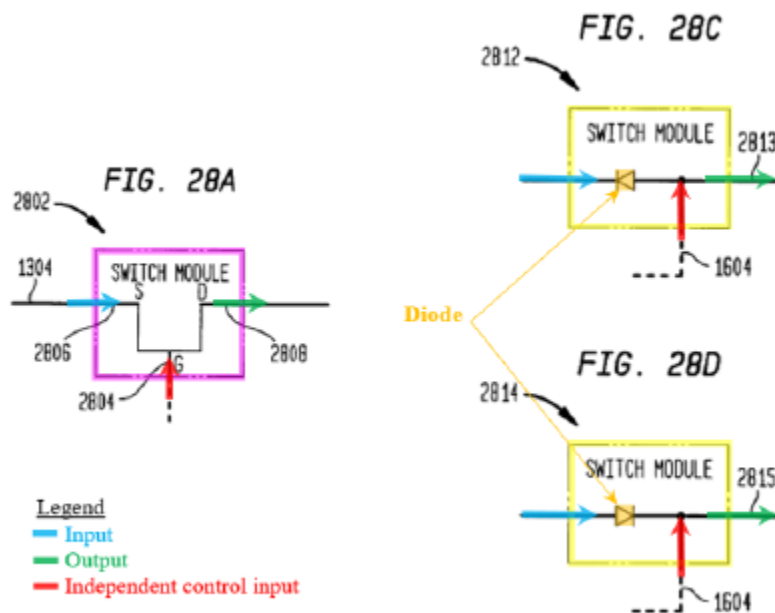 FIG. 28C
2812
SWITCH MODULE
2813
1604
FIG. 28A
2802
SWITCH MODULE
1304
S
D
2806
2808
G
2804
Diode
FIG. 28D
2814
SWITCH MODULE
2815
1604
Legend
Input
Output
Independent control input